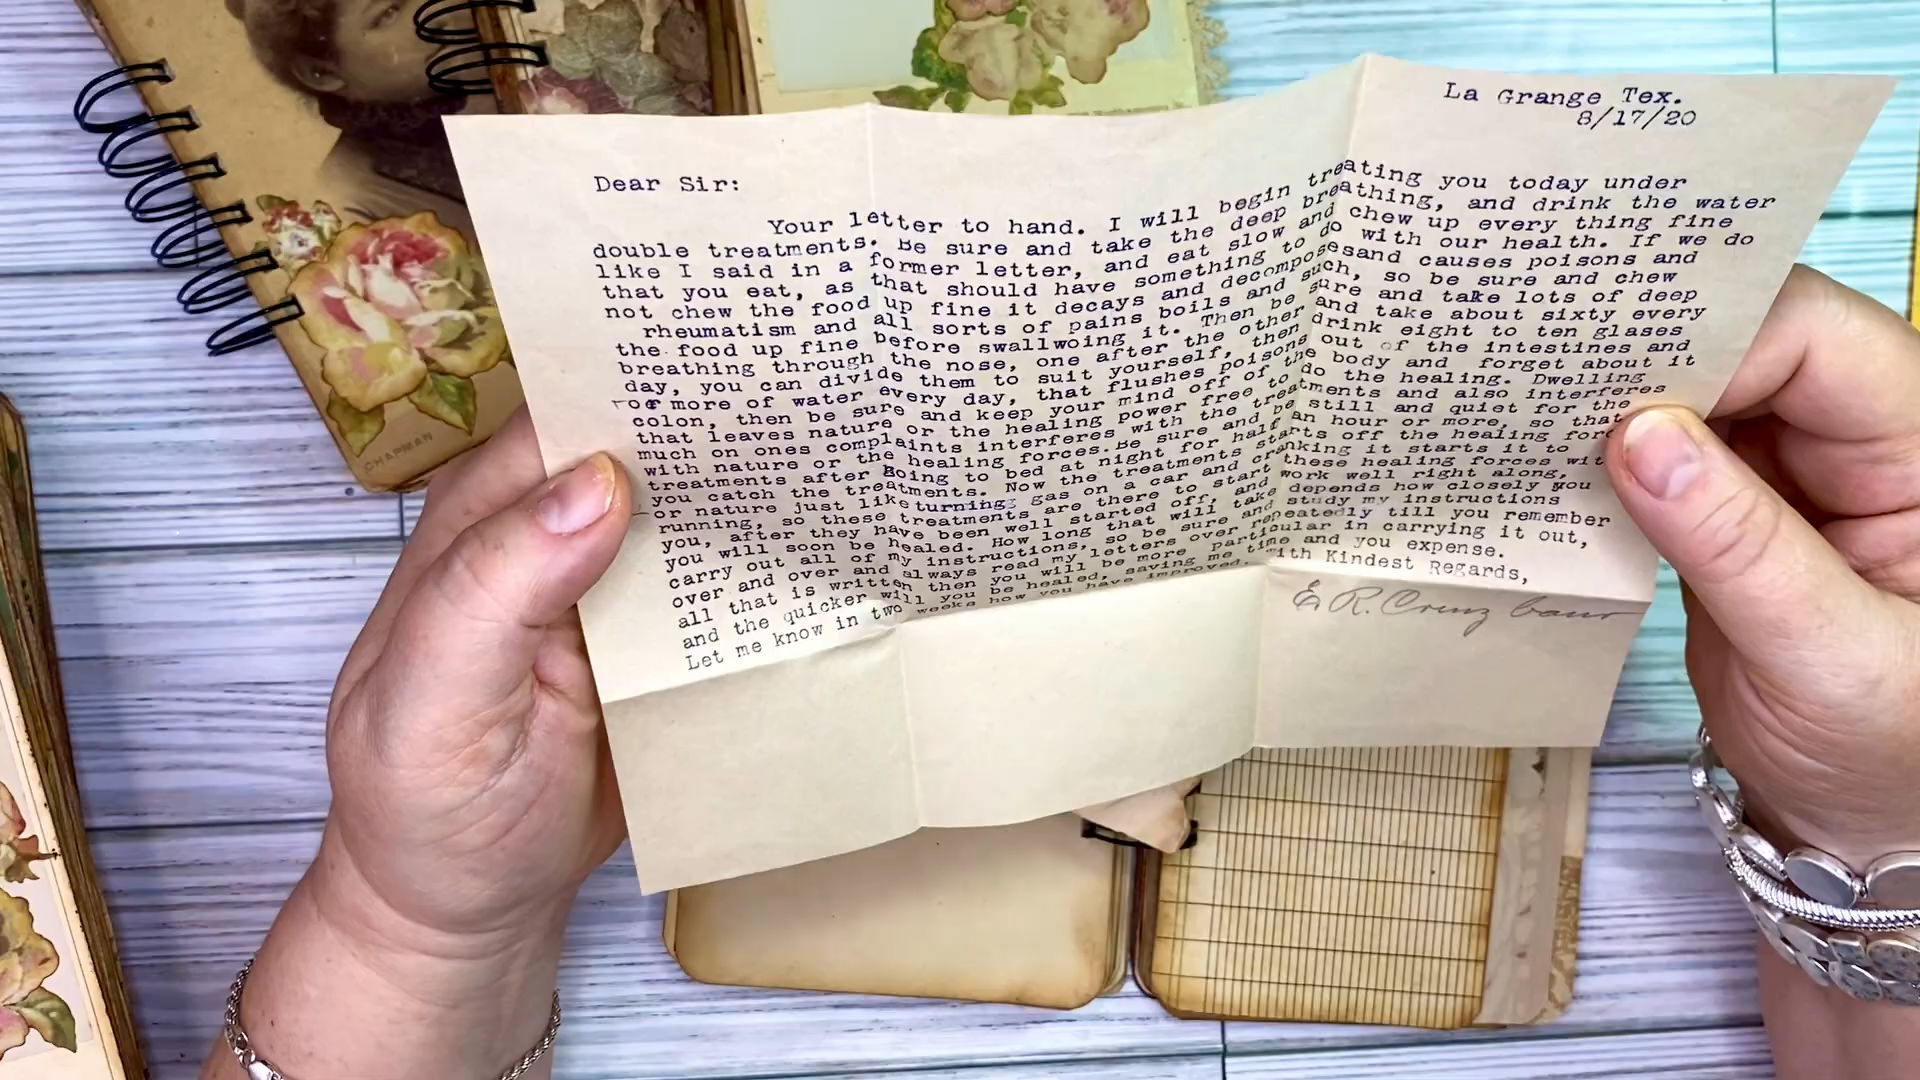 La Grange Tex.
8/17/20
Dear Sir:
Your letter to hand. I will begin treating you today under
double treatments. Be sure and take the deep breathing, and drink the water
like I said in a former letter, and eat slow and chew up every thing fine
that you eat, as that should have something to do with our health. If we do
not chew the food up fine it decays and decomposesand causes poisons and
rheumatism and all sorts of pains boils and such, so be sure and chew
the food up fine before swallwoing it. Then be sure and take lots of deep
breathing through the nose, one after the other and take about sixty every
day, you can divide them to suit yourself, then drink eight to ten glases
or more of water every day, that flushes poisons out of the intestines and
colon, then be sure and keep your mind off of the body and forget about it
that leaves nature or the healing power free to do the healing. Dwelling
much on ones complaints interferes with the treatments and also interferes
with nature or the healing forces.Be sure and be still and quiet for the
treatments after going to bed at night for half an hour or more, so that
you catch the treatments. Now the treatments starts off the healing forc
or nature just like turning gas on a car and cranking it starts it to
running, so these treatments are there to start these healing forces wit
you, after they have been well started off, and work well right along,
you will soon be healed. How long that will take depends how closely you
carry out all of my instructions, so be sure and study my instructions
over and over and always read my letters over repeatedly till you remember
all that is written then you will be more particular in carrying it out,
and the quicker will you be healed, saving me time and you expense.
Let me know in two weeks how you have improved. With Kindest Regards,
E. R.
CHAPMAN